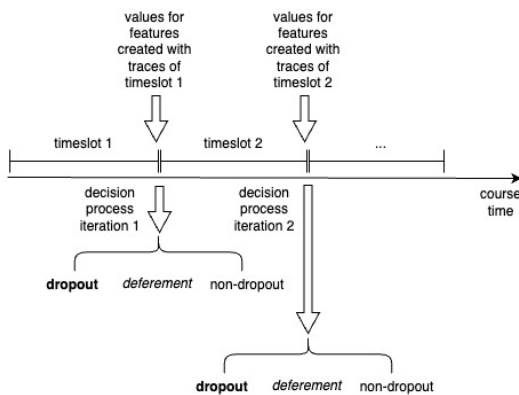 values for
features
created with
traces of
timeslot 1
values for
features
created with
traces of
timeslot 2
timeslot 1
timeslot 2
...
decision
process
iteration 1
decision
process
iteration 2
course
time
dropout deferement non-dropout
dropout deferement non-dropout